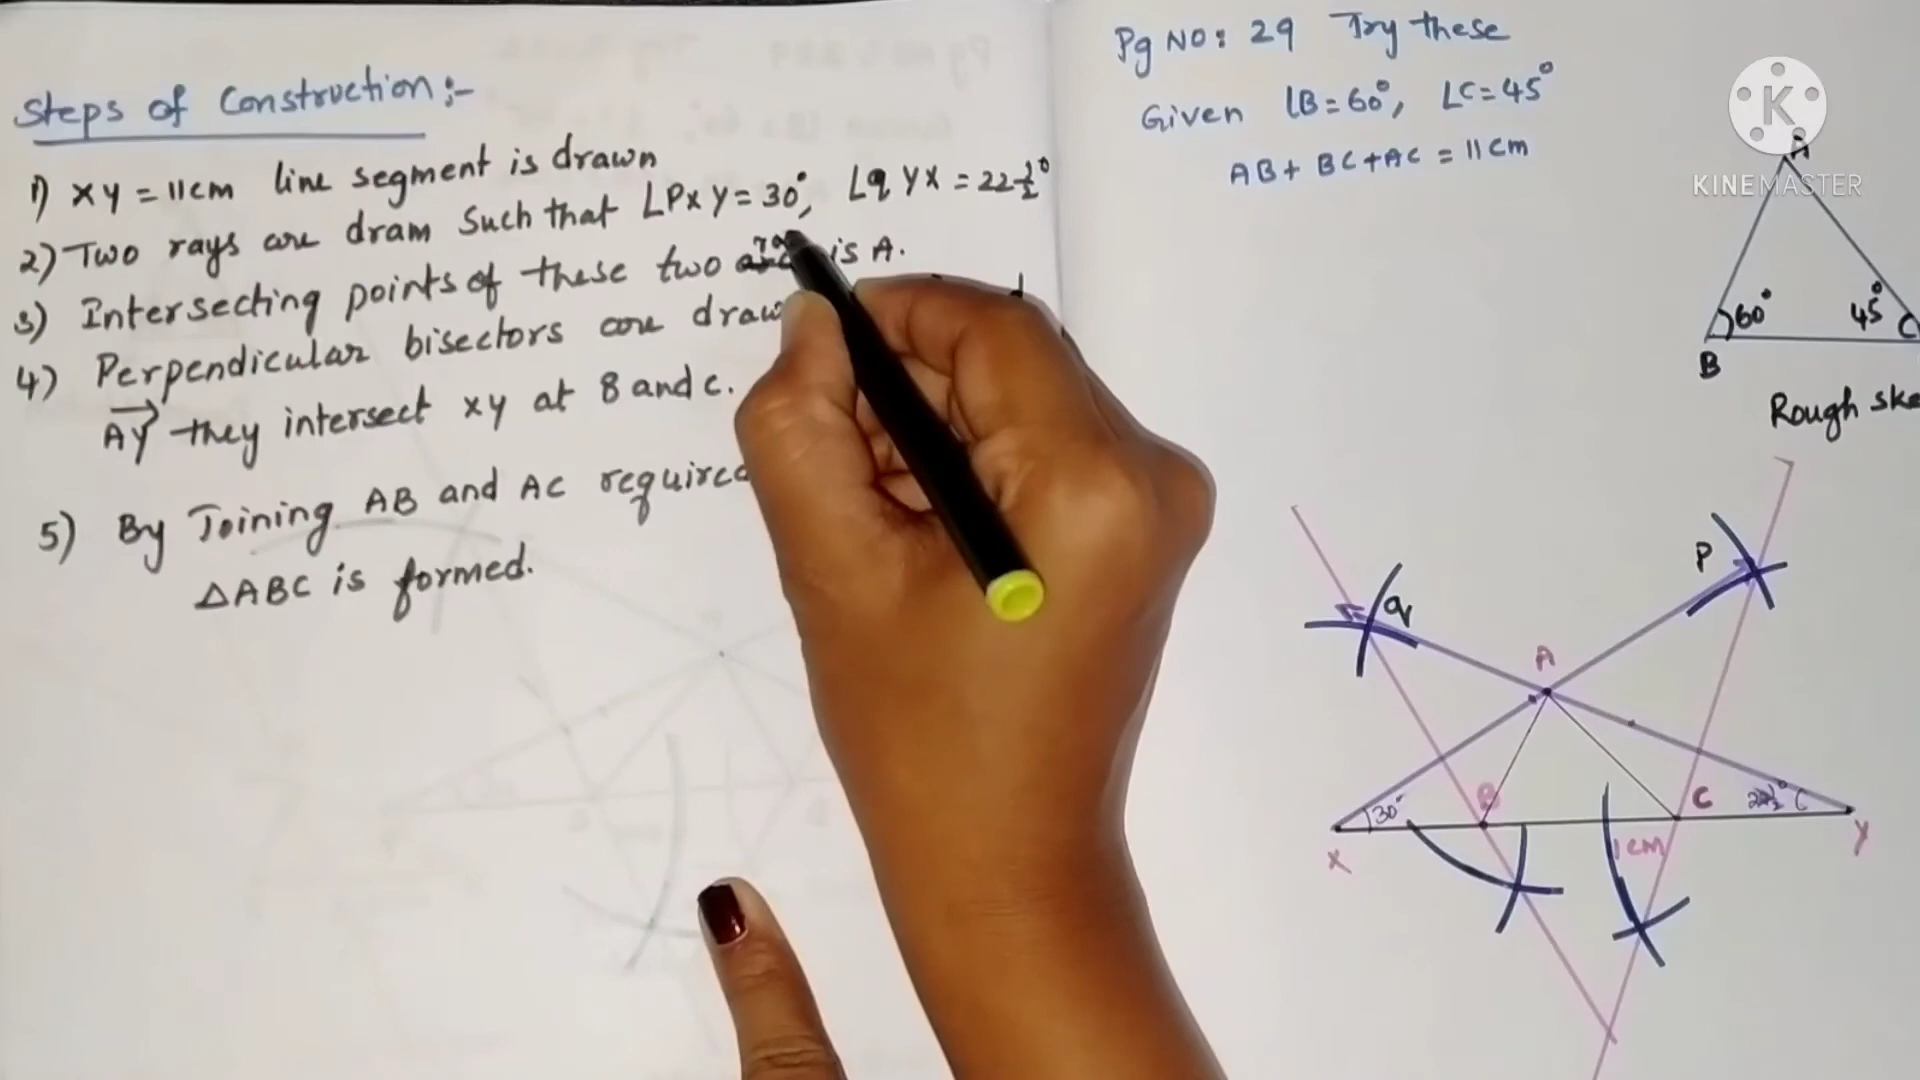 Steps of Construction:-
1) XY = 11cm line segment is drawn
2) Two rays are dram such that ∠PXY = 30°, ∠qYX = 22½°
3) Intersecting points of these two is A.
4) Perpendicular bisectors are draw
AY they intersect xy at B and C.
5) By Joining AB and AC required
△ABC is formed.
Pg NO: 29 Try these
Given ∠B=60°, ∠C=45°
AB+ BC+AC = 11cm
K
KINEMASTER
A
60°
45°
B
C
Rough ske
P
q
A
B
C
30°
22½°
X
cm
Y